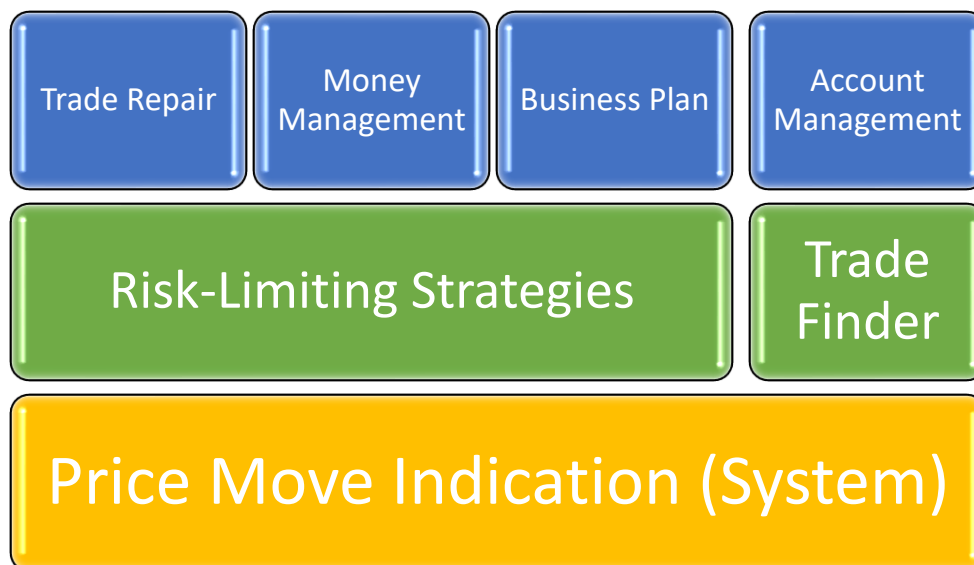 Trade Repair
Money
Management
Business Plan
Account
Management
Risk-Limiting Strategies
Trade
Finder
Price Move Indication (System)